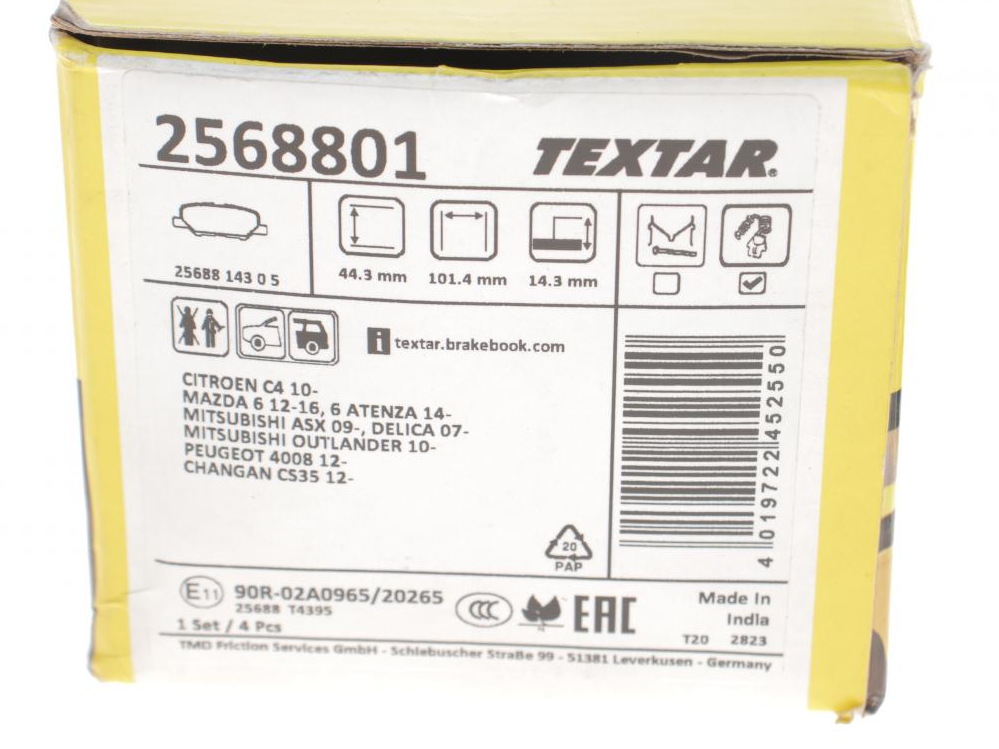 2568801
TEXTAR®
25688 143 0 5
44.3 mm
101.4 mm
14.3 mm
i textar.brakebook.com
CITROEN C4 10-
MAZDA 6 12-16, 6 ATENZA 14-
MITSUBISHI ASX 09-, DELICA 07-
MITSUBISHI OUTLANDER 10-
PEUGEOT 4008 12-
CHANGAN CS35 12-
4 019722 452550
20
PAP
E11 90R-02A0965/20265
25688 T4395
1 Set / 4 Pcs
CCC
EAC
Made In
India
T20 2823
TMD Friction Services GmbH - Schlebuscher Straße 99 - 51381 Leverkusen - Germany